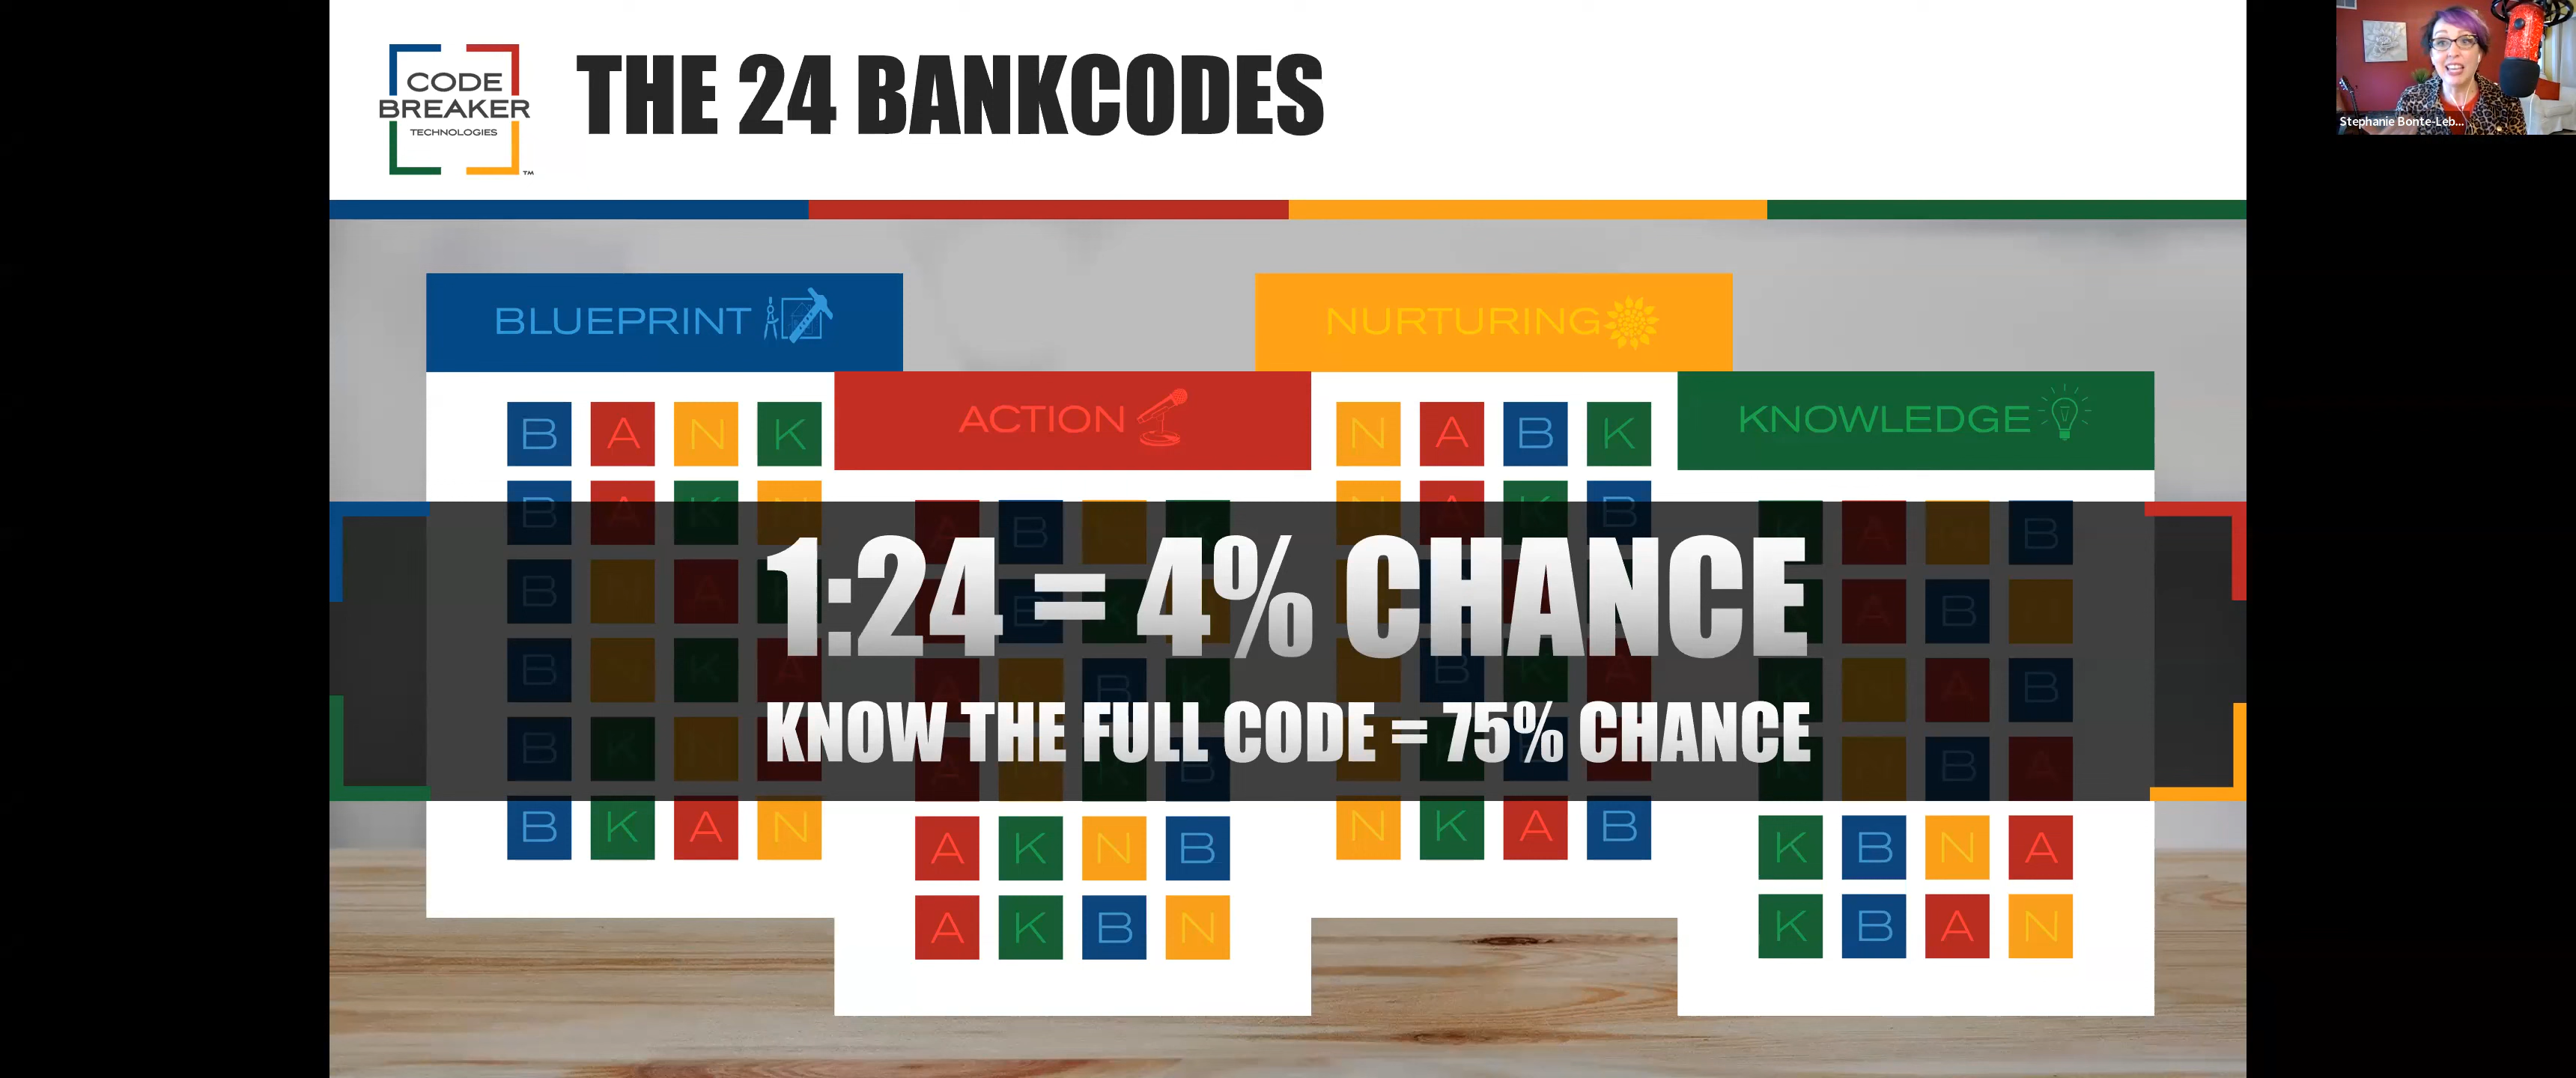 CODE
BREAKER
TECHNOLOGIES
™
THE 24 BANKCODES
Stephanie Bonte-Leb...
BLUEPRINT
B A N K
B A K N
B A
B K A
B K N
B K A N
ACTION
A B K
B
A B K
B
A K N B
A K B N
NURTURING
N A B K
N A K B
B K A
N K A B
KNOWLEDGE
A B
A B
A B
B A
K B N A
K B A N
1:24 = 4% CHANCE
KNOW THE FULL CODE = 75% CHANCE